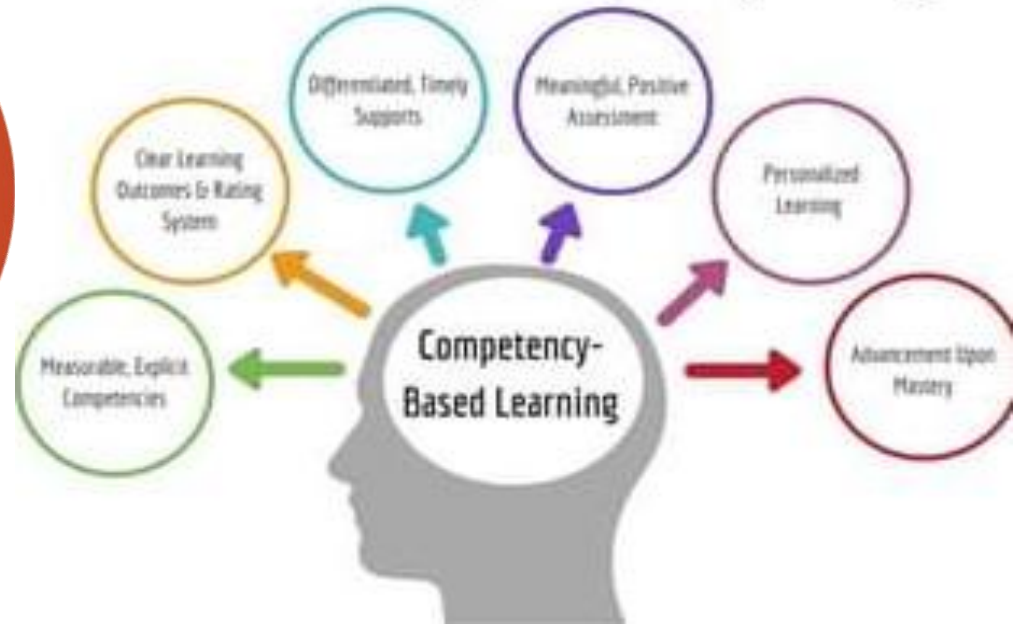 Differentiated, Timely
Supports
Meaningful, Positive
Assessment
Clear Learning
Outcomes & Rating
System
Personalized
Learning
Measurable, Explicit
Competencies
Competency-
Based Learning
Advancement Upon
Mastery